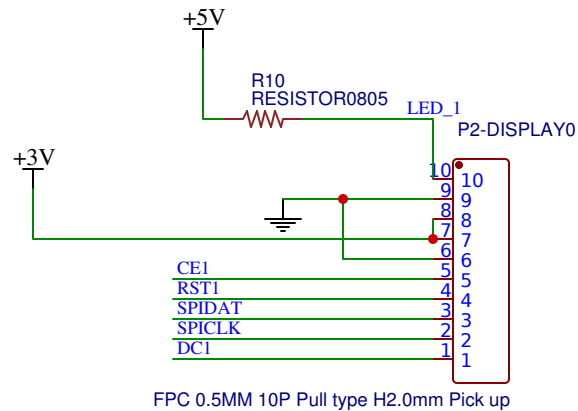 +5V
R10
RESISTOR0805
LED_1
P2-DISPLAY0
+3V
10 10
9 9
8 8
7 7
6 6
CE1 5 5
RST1 4 4
SPIDAT 3 3
SPICLK 2 2
DC1 1 1
FPC 0.5MM 10P Pull type H2.0mm Pick up